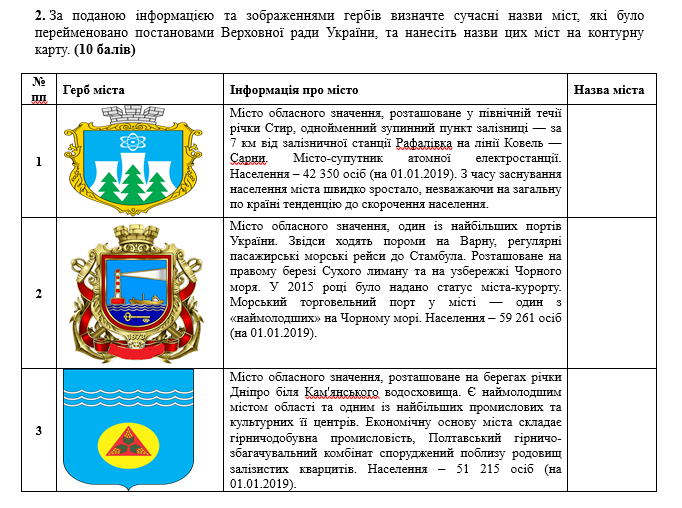 2. За поданою інформацією та зображеннями гербів визначте сучасні назви міст, які було
перейменовано постановами Верховної ради України, та нанесіть назви цих міст на контурну
карту. (10 балів)
№
пп
Герб міста
Інформація про місто
Назва міста
1
Місто обласного значення, розташоване у північній течії
річки Стир, однойменний зупинний пункт залізниці — за
7 км від залізничної станції Рафалівка на лінії Ковель —
Сарни. Місто-супутник атомної електростанції.
Населення – 42 350 осіб (на 01.01.2019). З часу заснування
населення міста швидко зростало, незважаючи на загальну
по країні тенденцію до скорочення населення.
2
1872
Місто обласного значення, один із найбільших портів
України. Звідси ходять пороми на Варну, регулярні
пасажирські морські рейси до Стамбула. Розташоване на
правому березі Сухого лиману та на узбережжі Чорного
моря. У 2015 році було надано статус міста-курорту.
Морський торговельний порт у місті — один з
«наймолодших» на Чорному морі. Населення – 59 261 осіб
(на 01.01.2019).
3
Місто обласного значення, розташоване на берегах річки
Дніпро біля Кам'янського водосховища. Є наймолодшим
містом області та одним із найбільших промислових та
культурних її центрів. Економічну основу міста складає
гірничодобувна промисловість, Полтавський гірничо-
збагачувальний комбінат споруджений поблизу родовищ
залізистих кварцитів. Населення – 51 215 осіб (на
01.01.2019).